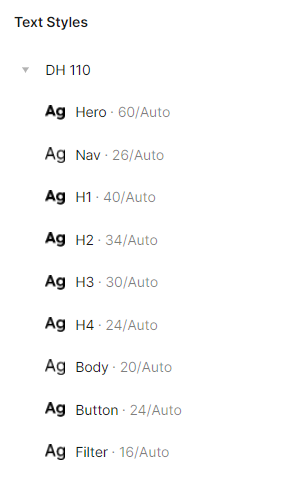 Text Styles
DH 110
Ag Hero · 60/Auto
Ag Nav · 26/Auto
Ag H1 · 40/Auto
Ag H2 · 34/Auto
Ag H3 · 30/Auto
Ag H4 · 24/Auto
Ag Body · 20/Auto
Ag Button · 24/Auto
Ag Filter · 16/Auto